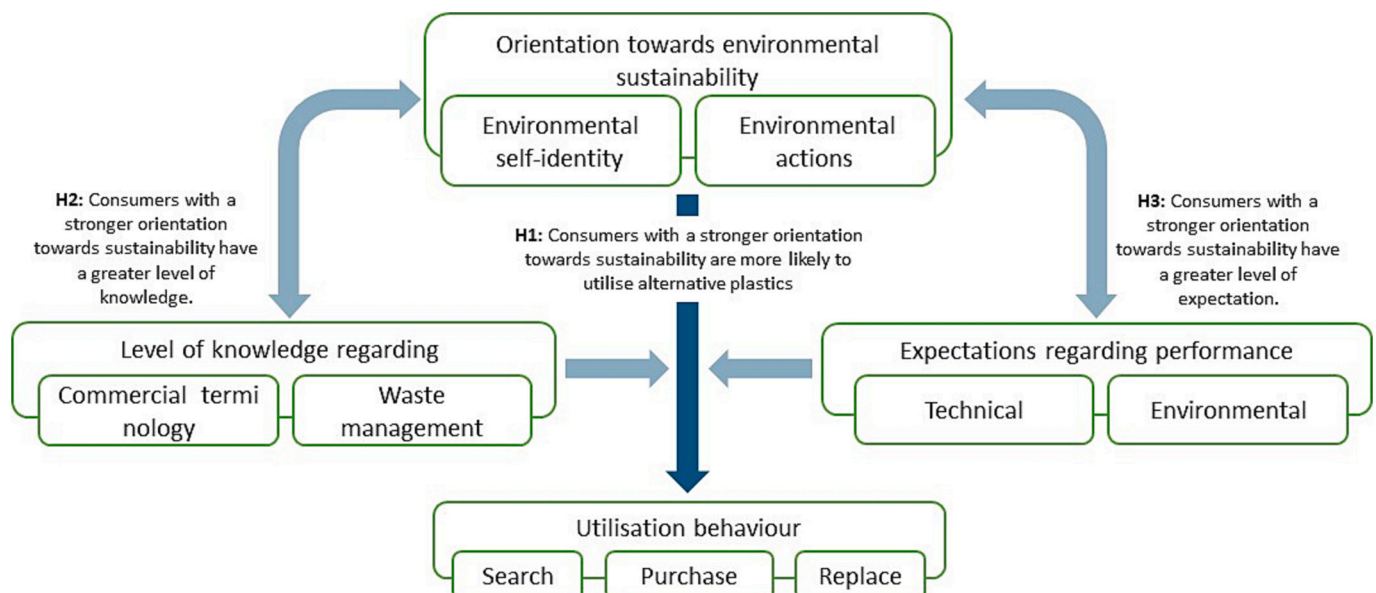 Orientation towards environmental
sustainability
Environmental
self-identity
Environmental
actions
H2: Consumers with a
stronger orientation
towards sustainability have
a greater level of
knowledge.
H1: Consumers with a stronger orientation
towards sustainability are more likely to
utilise alternative plastics
H3: Consumers with a
stronger orientation
towards sustainability have
a greater level of
expectation.
Level of knowledge regarding
Commercial termi
nology
Waste
management
Expectations regarding performance
Technical
Environmental
Utilisation behaviour
Search
Purchase
Replace